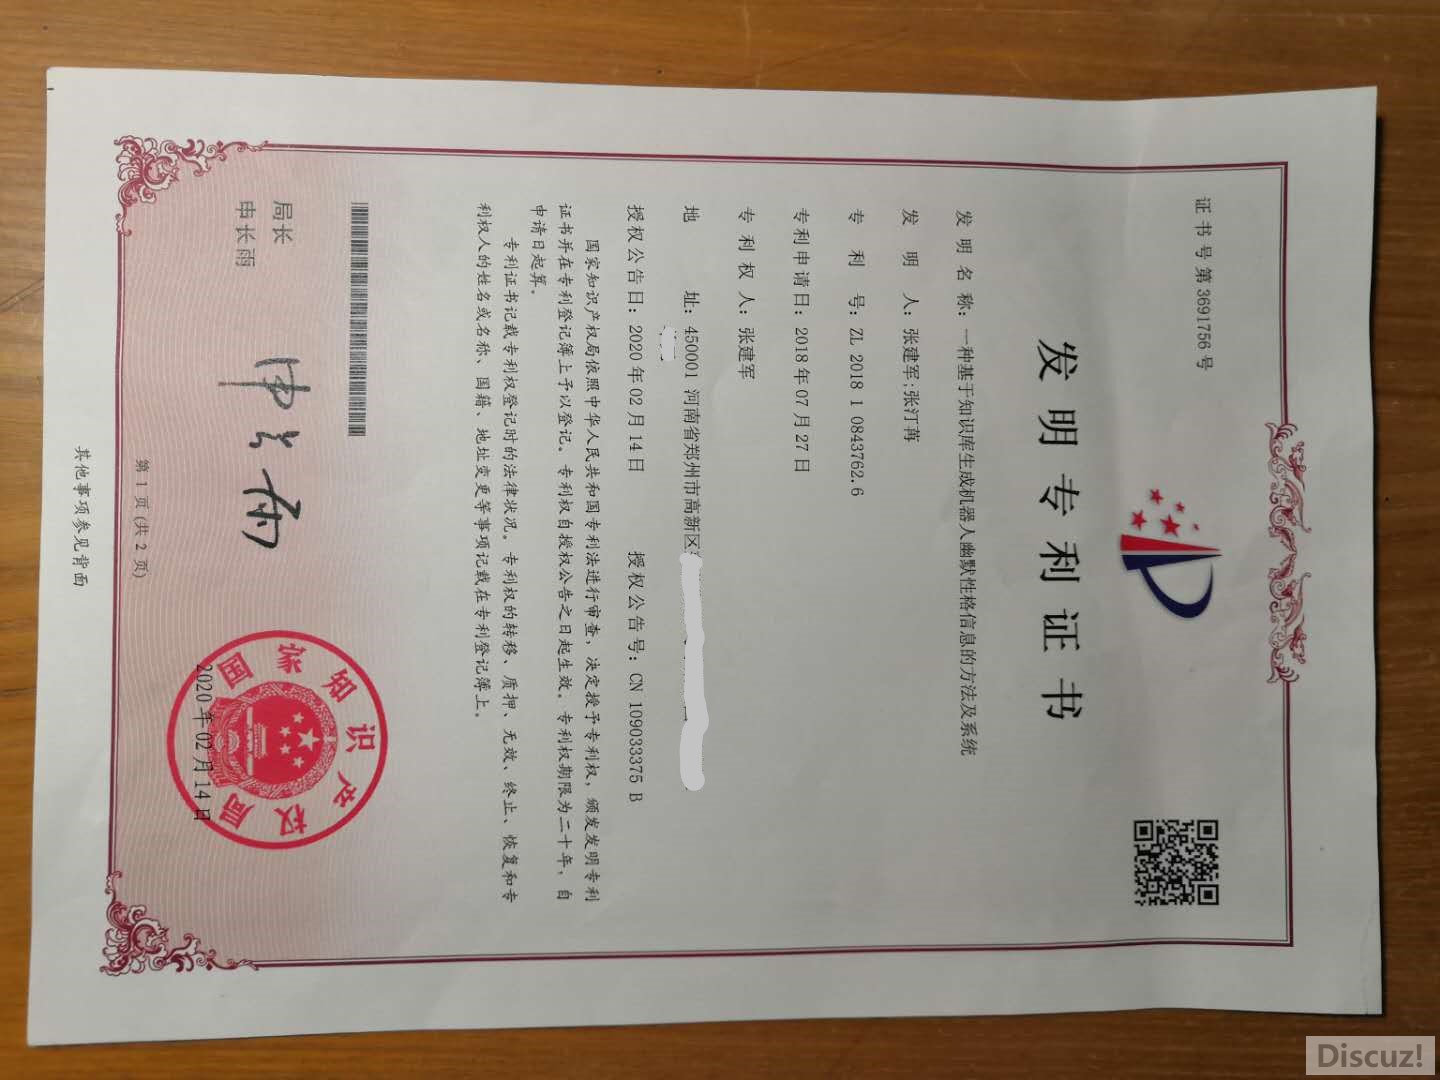 证书号第3691756号
发明专利证书
发明名称：一种基于知识库生成机器人幽默性格信息的方法及系统
发明人：张建军;张汀苒
专利号：ZL 2018 1 0843762.6
专利申请日：2018年07月27日
专利权人：张建军
地址：450001 河南省郑州市高新区
授权公告日：2020年02月14日 授权公告号：CN 109033375 B
国家知识产权局依照中华人民共和国专利法进行审查，决定授予专利权，颁发发明专利
证书并在专利登记簿上予以登记。专利权自授权公告之日起生效。专利权期限为二十年，自
申请日起算。
专利证书记载专利权登记时的法律状况。专利权的转移、质押、无效、终止、恢复和专
利权人的姓名或名称、国籍、地址变更等事项记载在专利登记簿上。
局长
申长雨
申长雨
国家知识产权局
2020年02月14日
第 1 页 (共 2 页)
其他事项参见背面
Discuz!